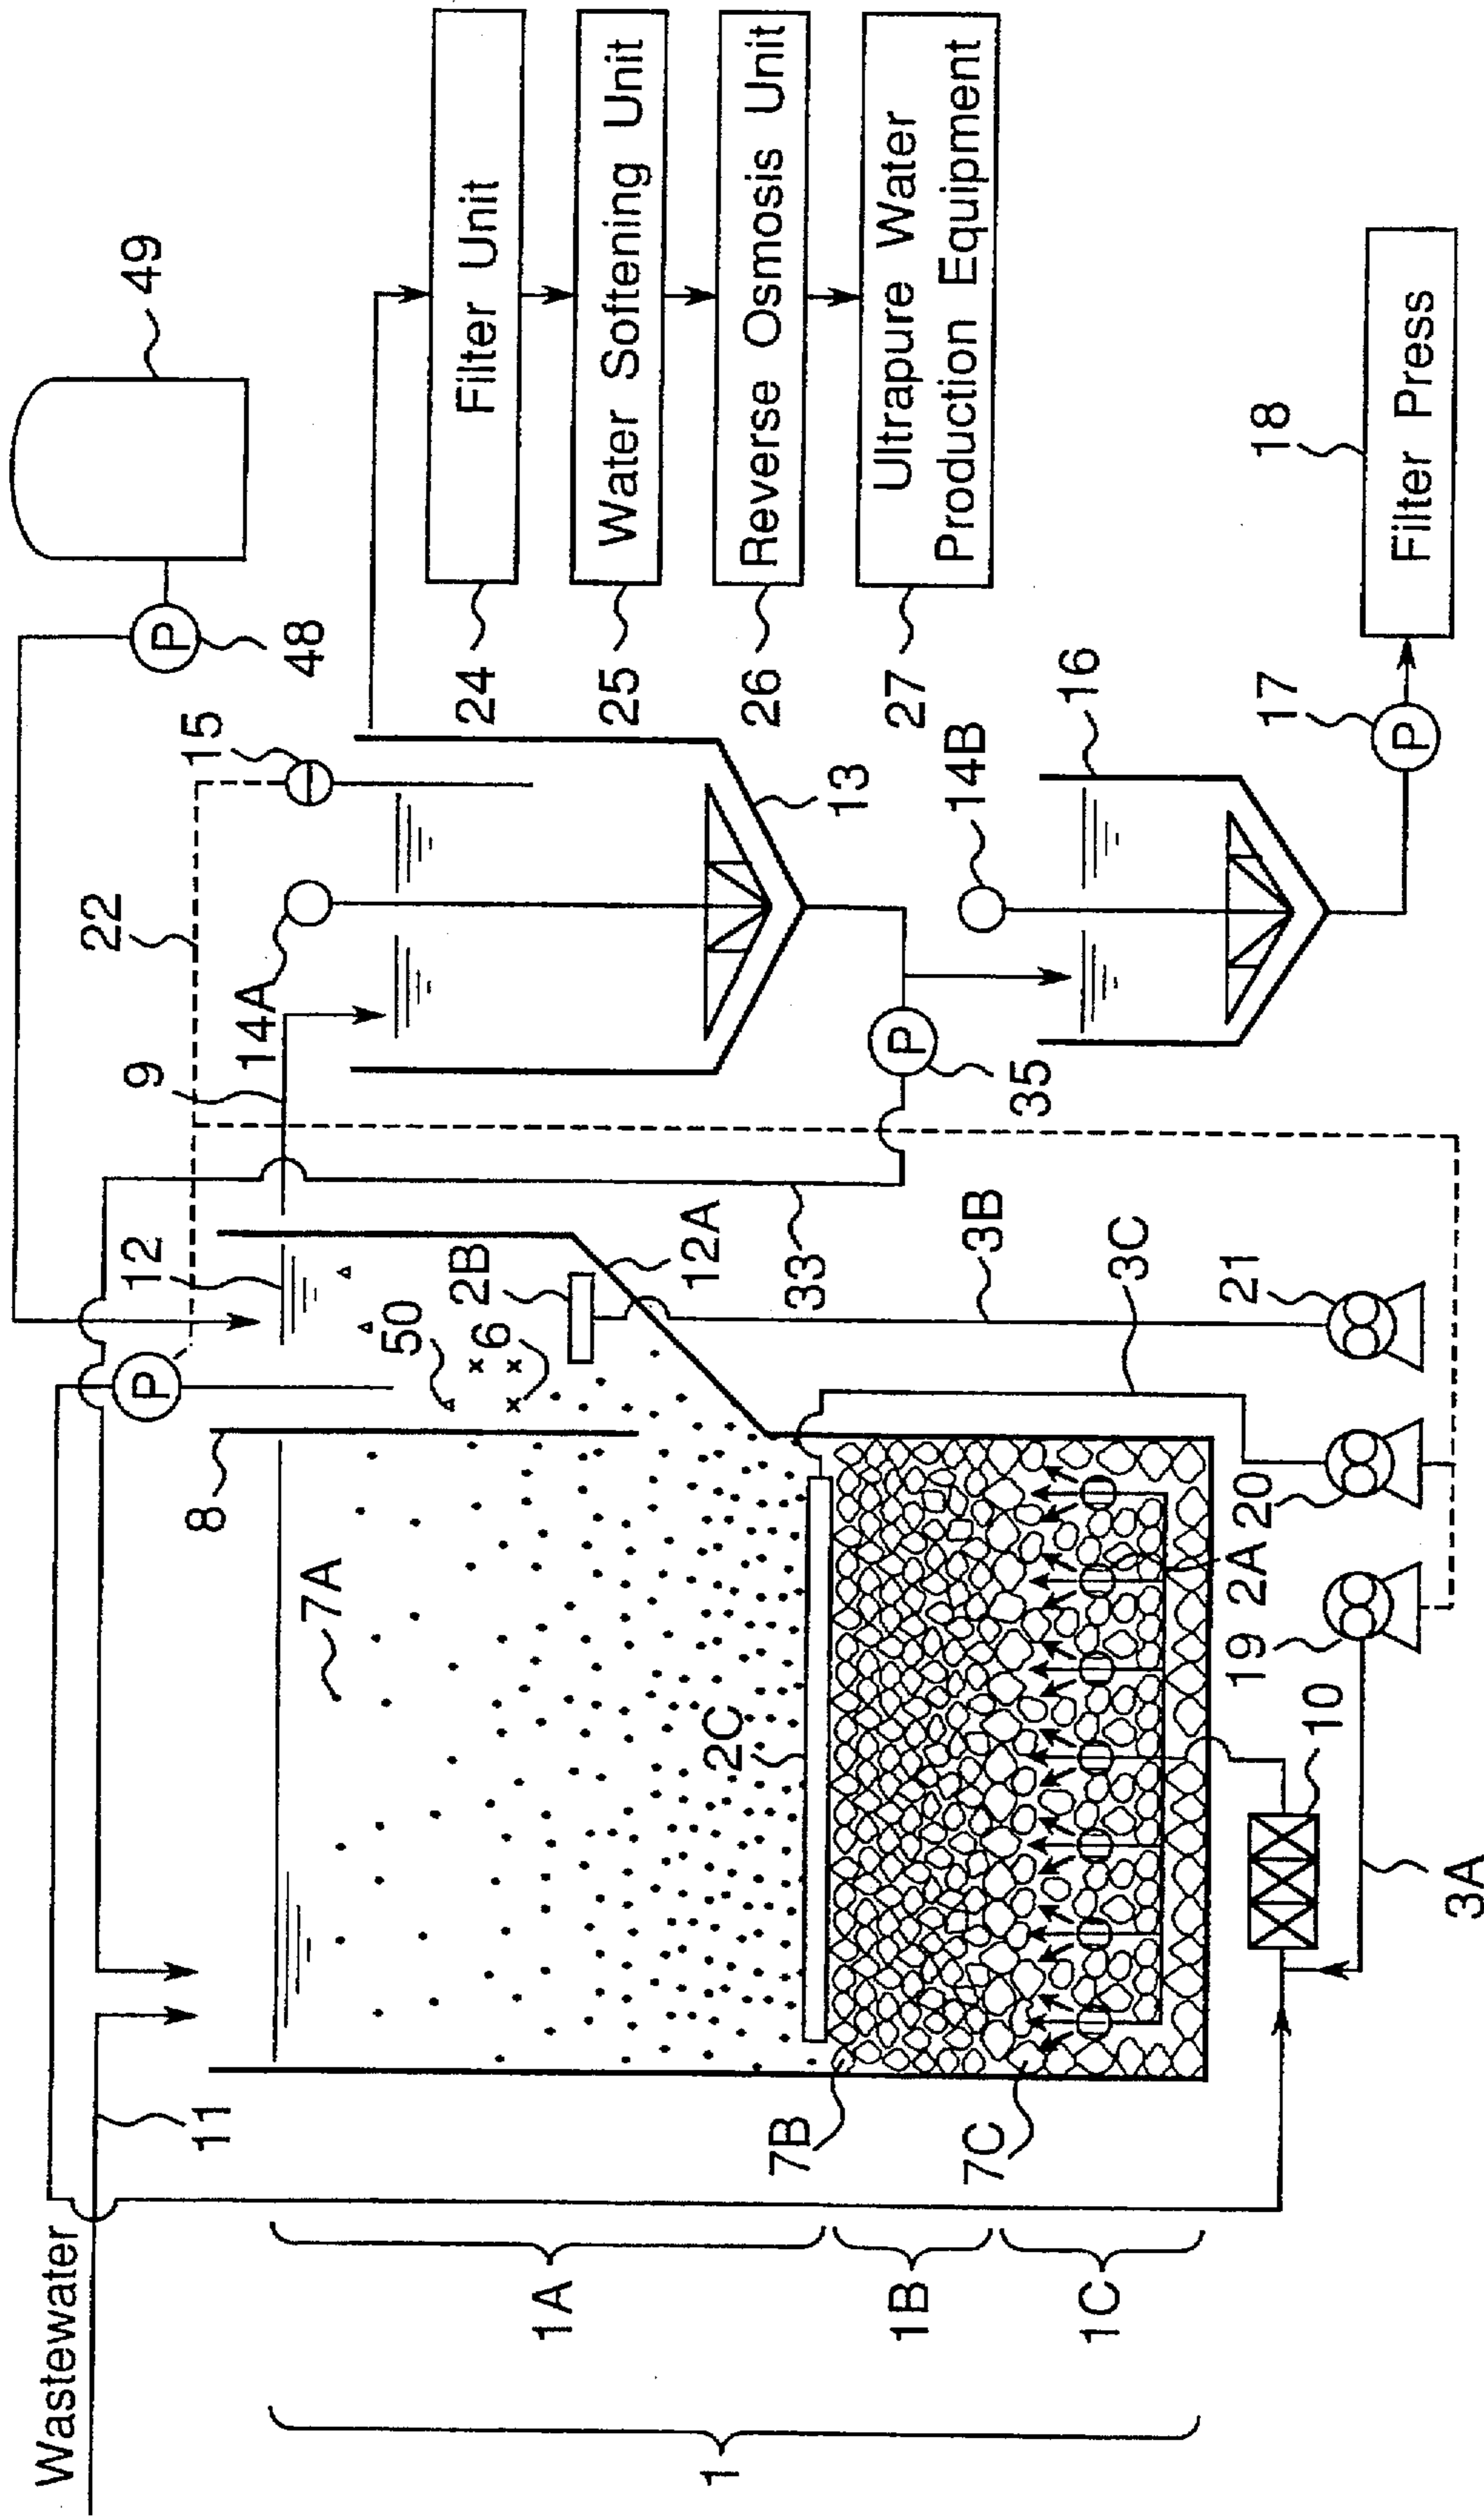 Wastewater
11
8
12
9
14A
22
15
48
49
7A
50
2B
6
12A
33
35
13
14B
16
24
Filter Unit
25
Water Softening Unit
26
Reverse Osmosis Unit
27
Ultrapure Water
Production Equipment
17
18
Filter Press
P
P
P
P
2C
7B
7C
3B
3C
1
1A
1B
1C
10
3A
19
2A
20
21